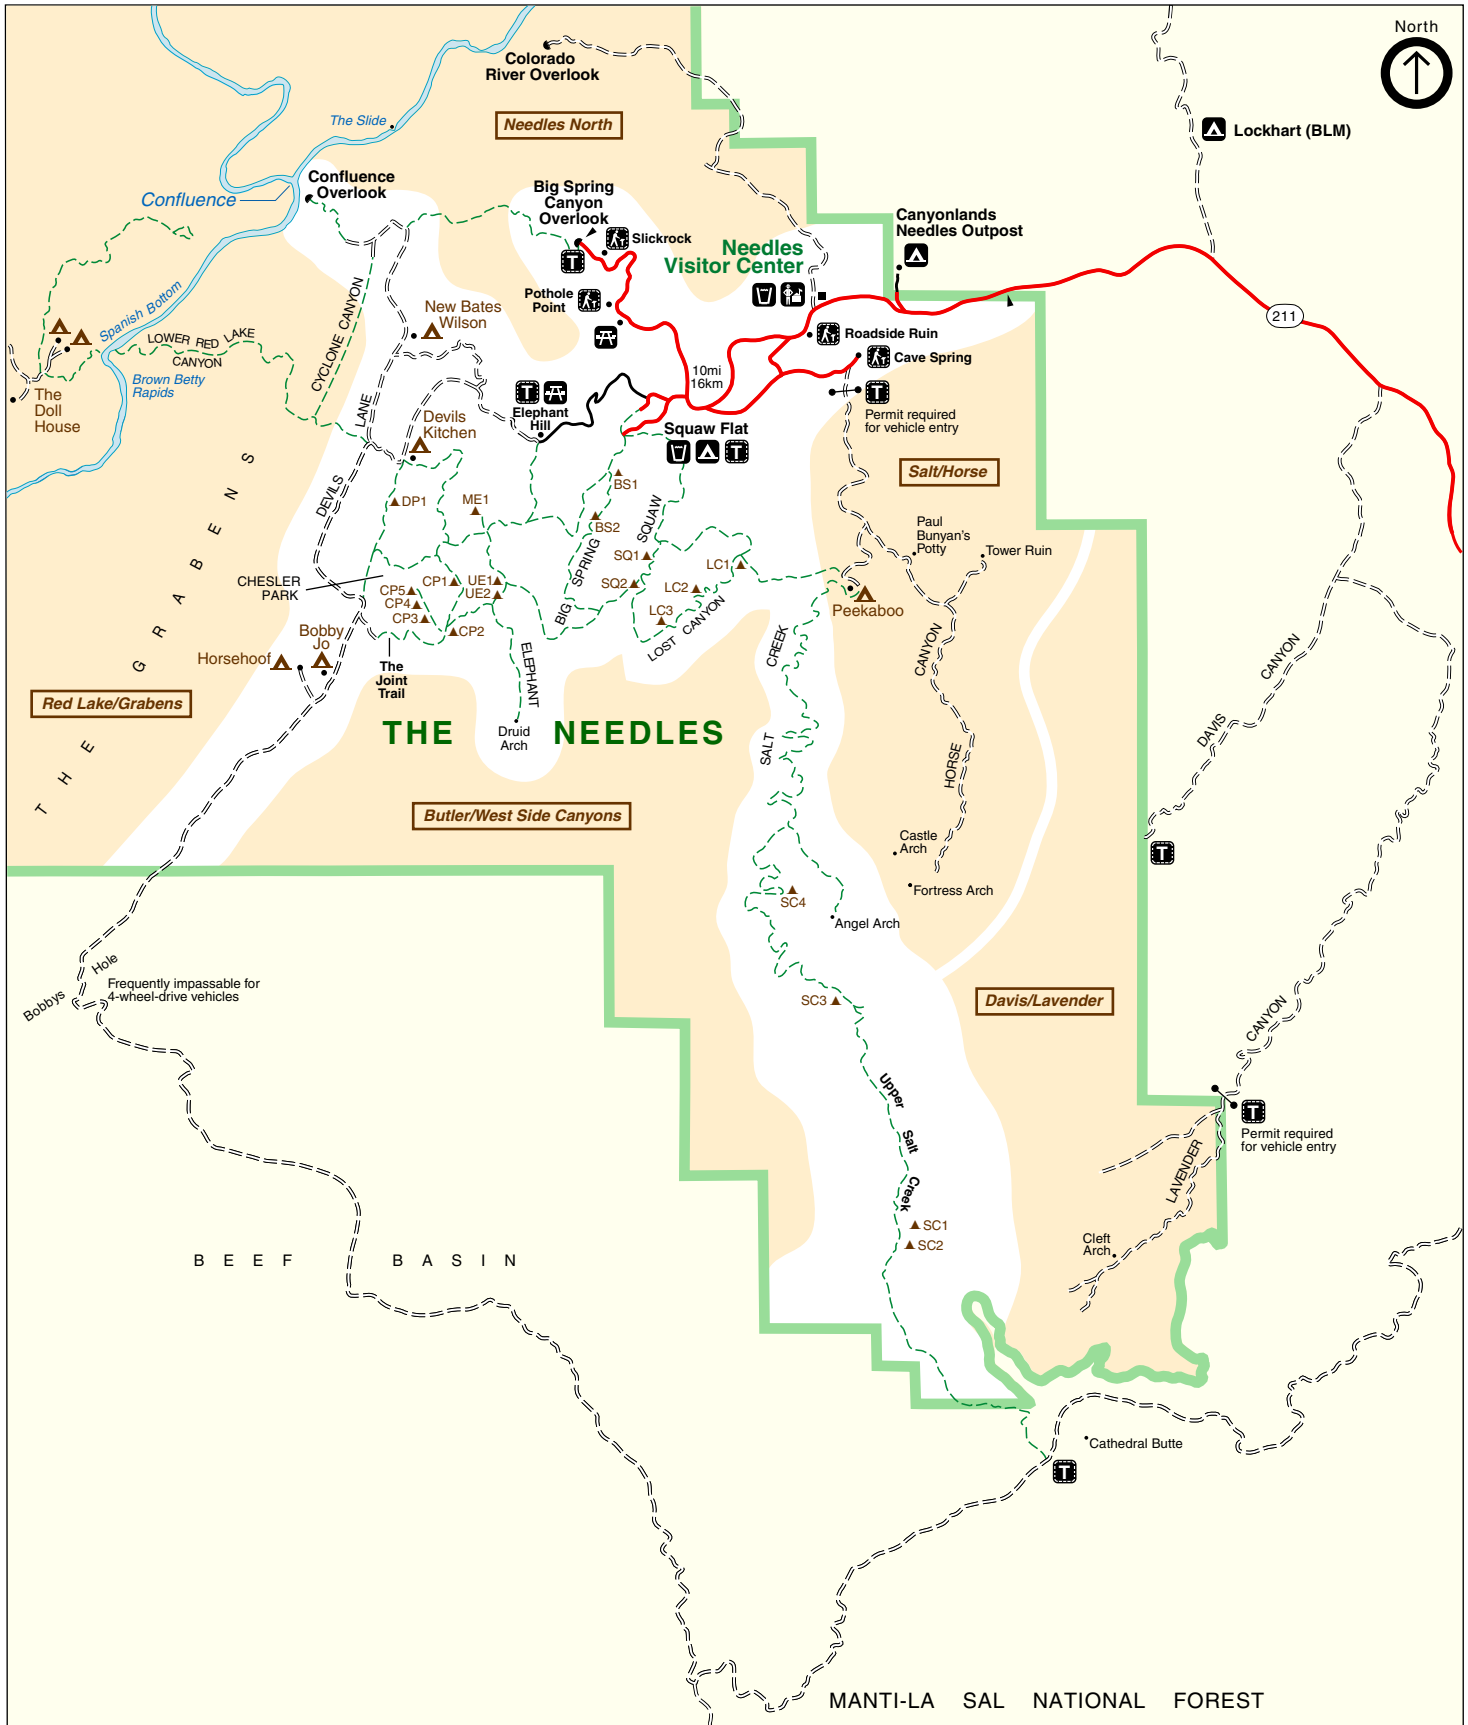 North
Colorado
River Overlook
The Slide
Needles North
Lockhart (BLM)
Confluence
Overlook
Confluence
Big Spring
Canyon
Overlook
Slickrock
T
Needles
Visitor Center
Canyonlands
Needles Outpost
Spanish Bottom
LOWER RED LAKE
CANYON
CYCLONE CANYON
New Bates
Wilson
Pothole
Point
Roadside Ruin
Cave Spring
211
Brown Betty
Rapids
The
Doll
House
10mi
16km
T
Elephant
Hill
T
Permit required
for vehicle entry
LANE
DEVILS
Devils
Kitchen
Squaw Flat
T
Salt/Horse
DP1
ME1
BS1
BS2
SQUAW
SPRING
BIG
SQ1
SQ2
LC1
LC2
LC3
LOST CANYON
Paul
Bunyan's
Potty
Tower Ruin
Peekaboo
CHESLER
PARK
CP5
CP4
CP3
CP1
CP2
UE1
UE2
Bobby
Jo
Horsehoof
The
Joint
Trail
ELEPHANT
Druid
Arch
THE GRABENS
Red Lake/Grabens
THE NEEDLES
Butler/West Side Canyons
CREEK
SALT
CANYON
HORSE
Castle
Arch
Fortress Arch
Angel Arch
SC4
SC3
CANYON
DAVIS
T
Davis/Lavender
Bobbys Hole
Frequently impassable for
4-wheel-drive vehicles
Upper
Salt
Creek
SC1
SC2
CANYON
T
Permit required
for vehicle entry
LAVENDER
Cleft
Arch
BEEF BASIN
Cathedral Butte
T
MANTI-LA SAL NATIONAL FOREST